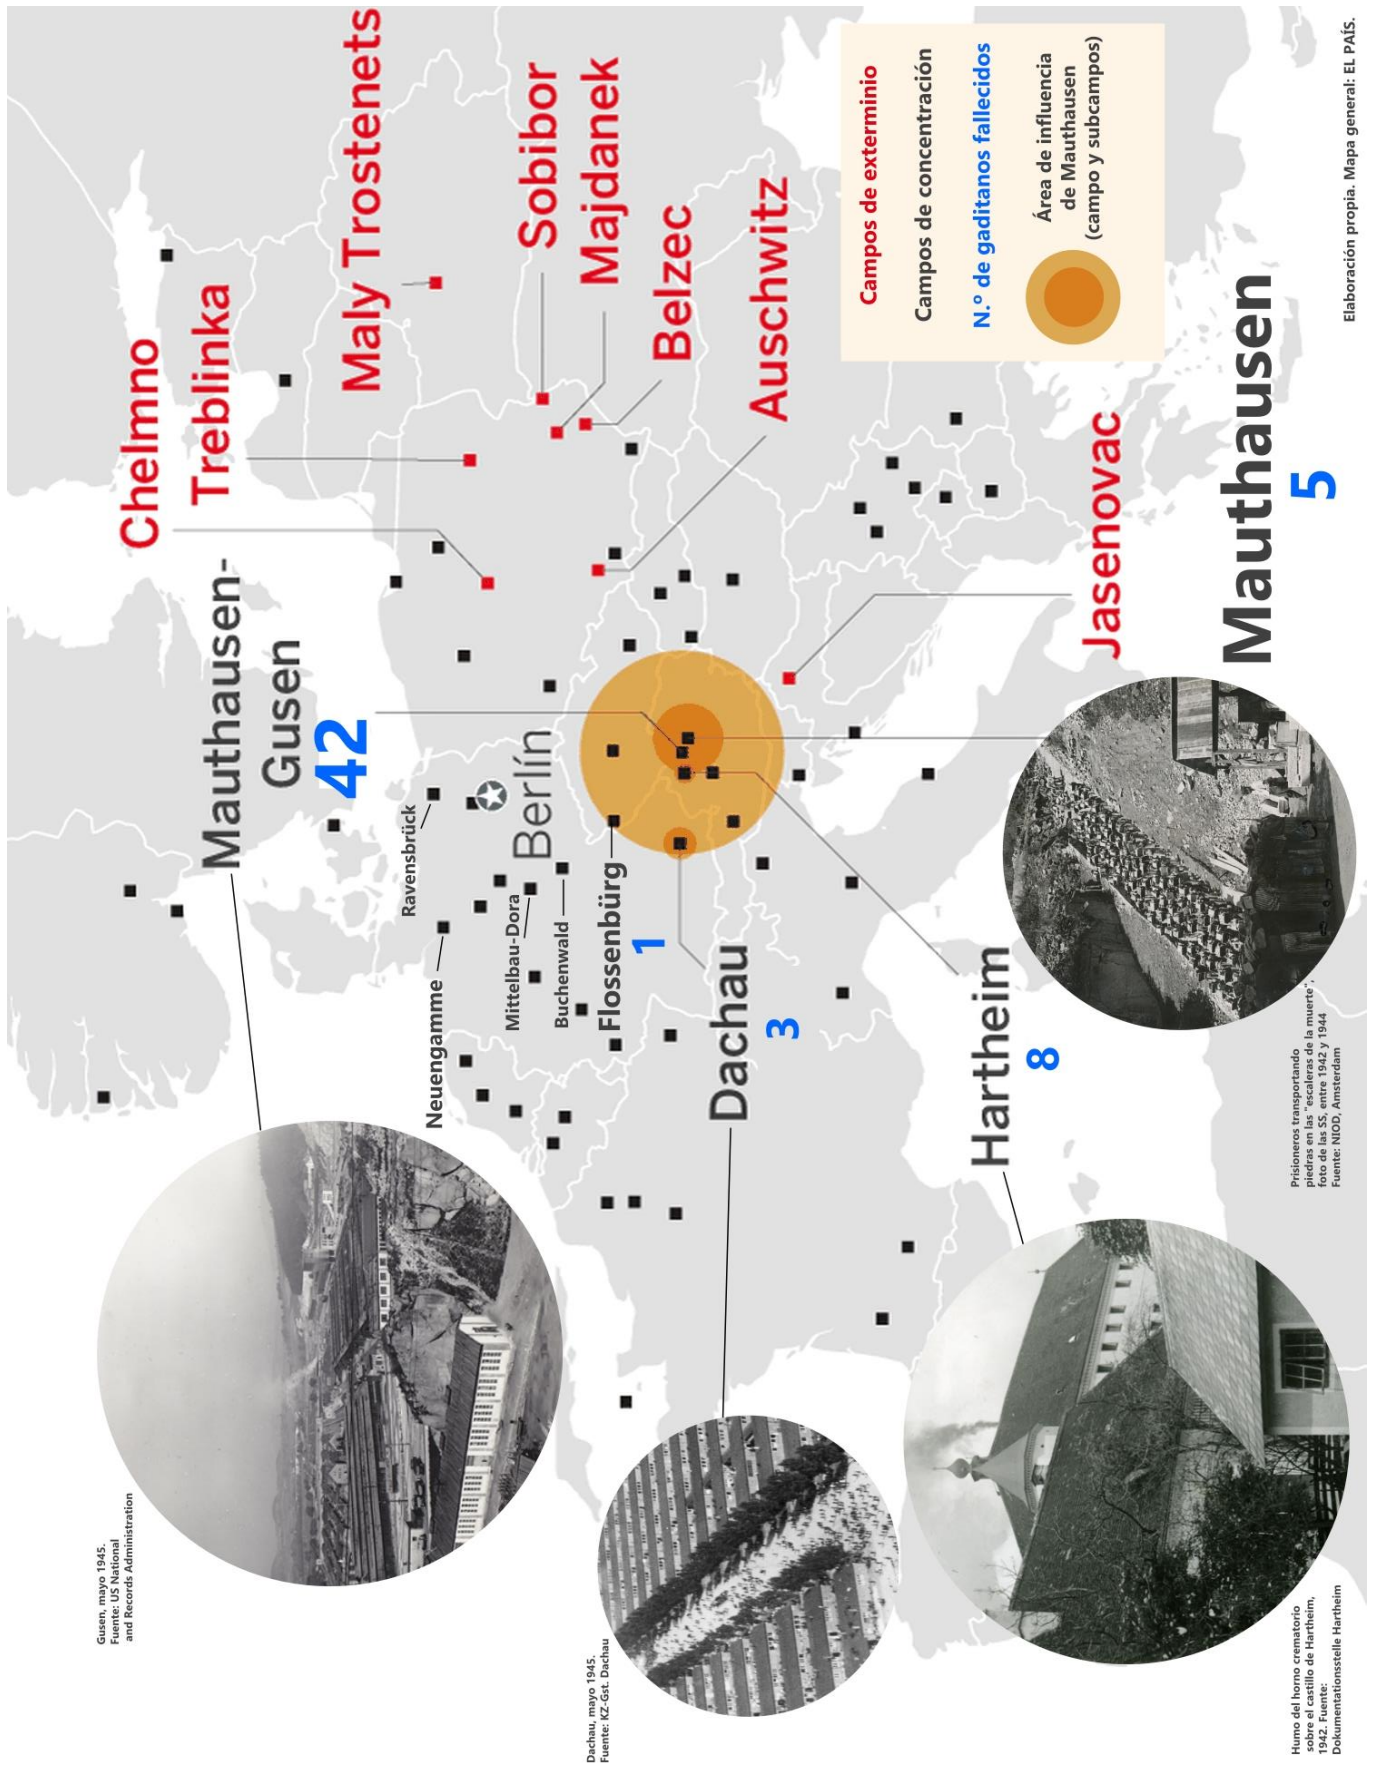 Gusen, mayo 1945.
Fuente: US National
and Records Administration
Mauthausen-
Gusen
42
Chelmno
Treblinka
Maly Trostenets
Sobibor
Majdanek
Belzec
Auschwitz
Ravensbrück
Berlín
Neuengamme
Mittelbau-Dora
Buchenwald
Flossenbürg
1
Dachau
3
Dachau, mayo 1945.
Fuente: KZ-Gst. Dachau
Hartheim
8
Jasenovac
Mauthausen
5
Campos de exterminio
Campos de concentración
N.º de gaditanos fallecidos
Área de influencia
de Mauthausen
(campo y subcampos)
Humo del horno crematorio
sobre el castillo de Hartheim,
1942. Fuente:
Dokumentationsstelle Hartheim
Prisioneros transportando
piedras en las "escaleras de la muerte",
foto de las SS, entre 1942 y 1944
Fuente: NIOD, Amsterdam
Elaboración propia. Mapa general: EL PAÍS.